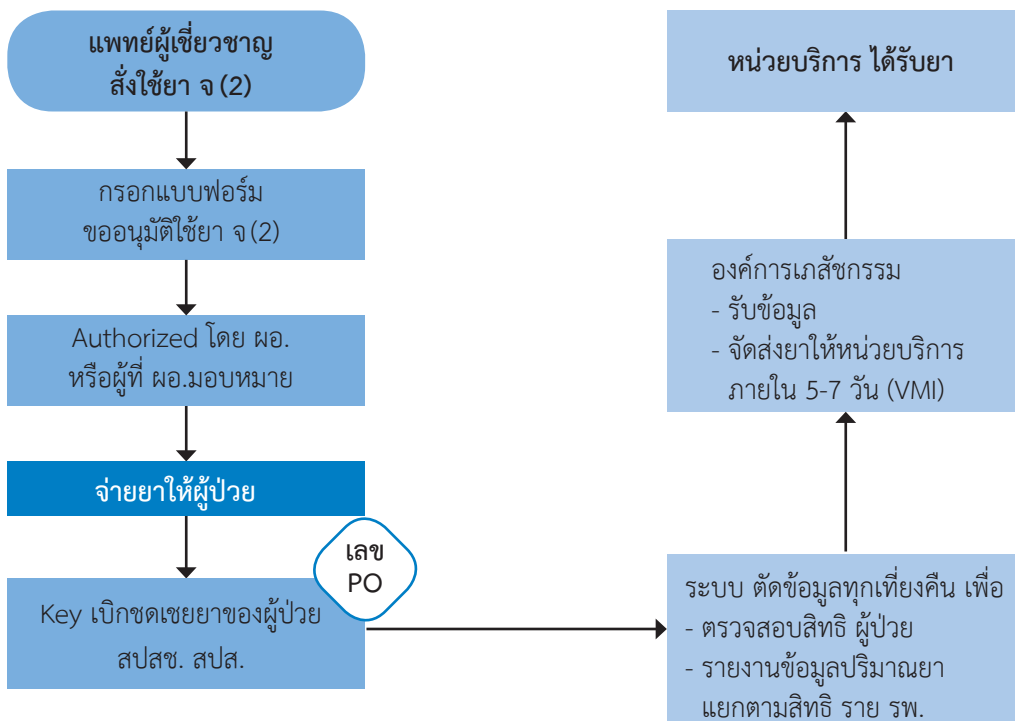 แพทย์ผู้เชี่ยวชาญ
สั่งใช้ยา จ (2)
กรอกแบบฟอร์ม
ขออนุมัติใช้ยา จ (2)
Authorized โดย ผอ.
หรือผู้ที่ ผอ.มอบหมาย
จ่ายยาให้ผู้ป่วย
เลข
PO
Key เบิกชดเชยยาของผู้ป่วย
สปสช. สปส.
ระบบ ตัดข้อมูลทุกเที่ยงคืน เพื่อ
- ตรวจสอบสิทธิ ผู้ป่วย
- รายงานข้อมูลปริมาณยา
แยกตามสิทธิ ราย รพ.
องค์การเภสัชกรรม
- รับข้อมูล
- จัดส่งยาให้หน่วยบริการ
ภายใน 5-7 วัน (VMI)
หน่วยบริการ ได้รับยา